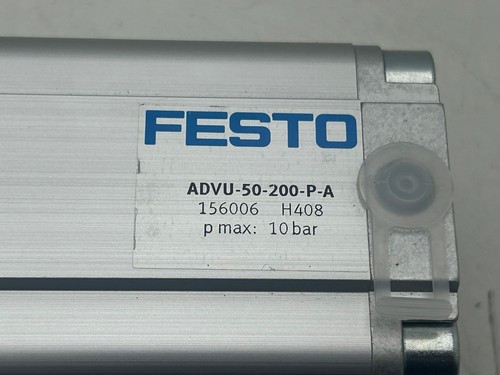 FESTO
ADVU-50-200-P-A
156006 H408
p max: 10 bar